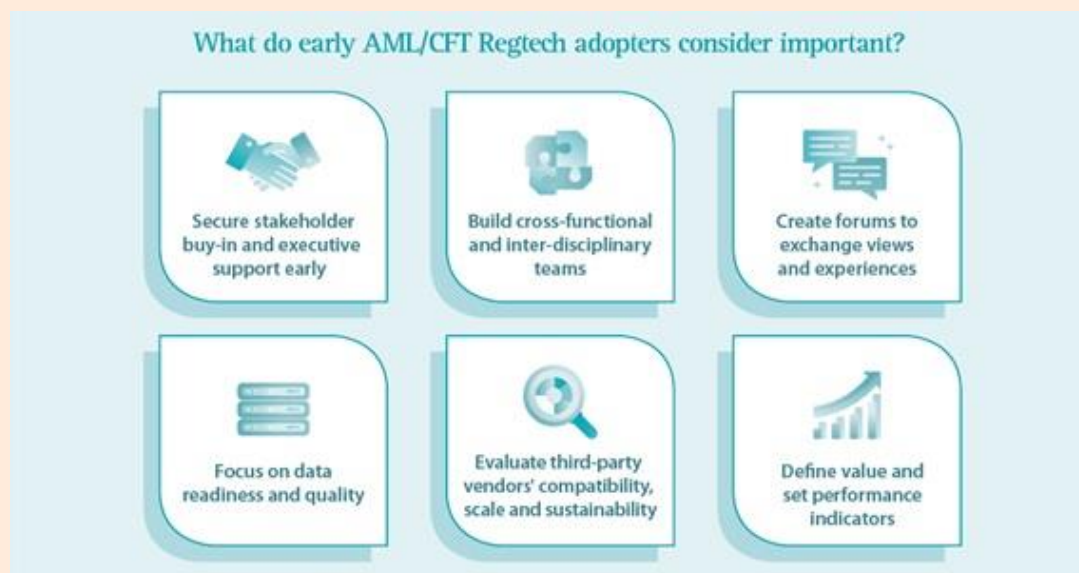 What do early AML/CFT Regtech adopters consider important?
Secure stakeholder
buy-in and executive
support early
Build cross-functional
and inter-disciplinary
teams
Create forums to
exchange views
and experiences
Focus on data
readiness and quality
Evaluate third-party
vendors' compatibility,
scale and sustainability
Define value and
set performance
indicators